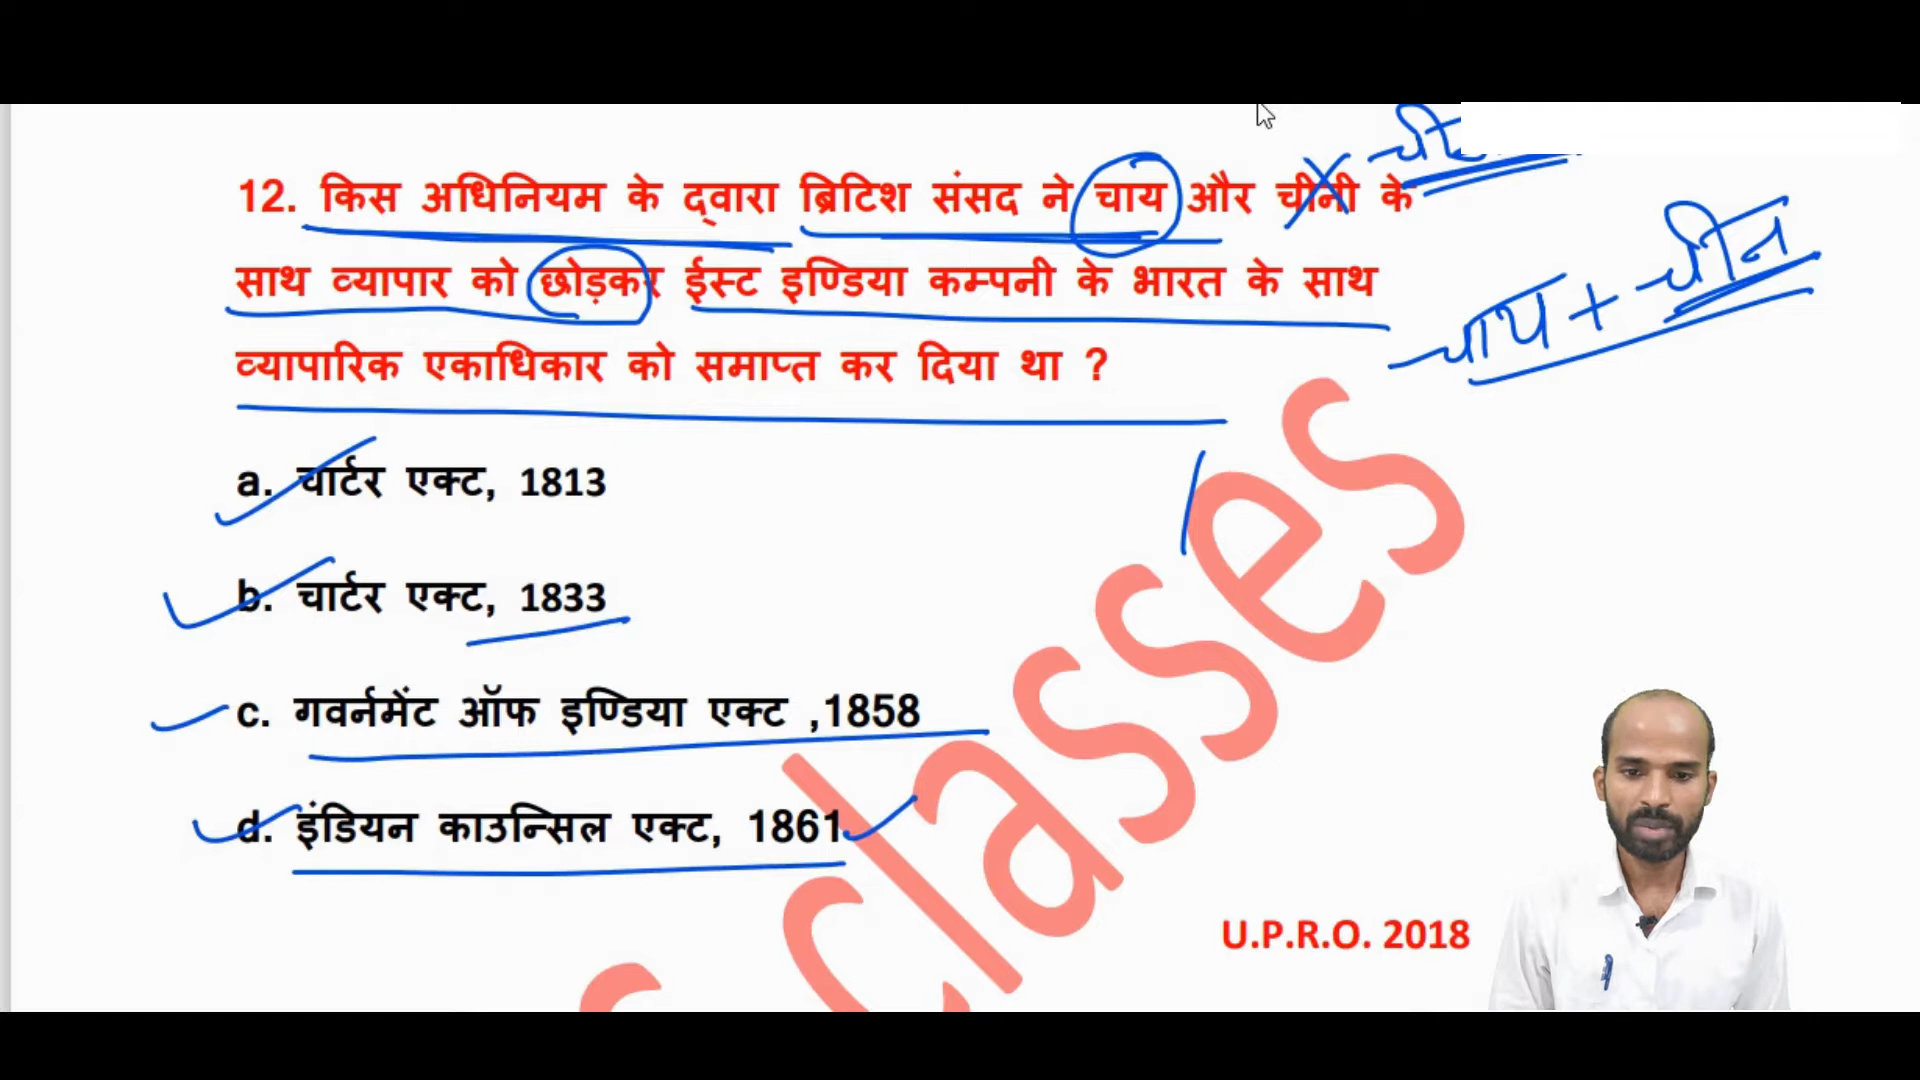 12. किस अधिनियम के द्वारा ब्रिटिश संसद ने चाय और चीनी के
साथ व्यापार को छोड़कर ईस्ट इण्डिया कम्पनी के भारत के साथ
व्यापारिक एकाधिकार को समाप्त कर दिया था ?
चाय + चीन
a. चार्टर एक्ट, 1813
b. चार्टर एक्ट, 1833
c. गवर्नमेंट ऑफ इण्डिया एक्ट ,1858
d. इंडियन काउन्सिल एक्ट, 1861
classes
U.P.R.O. 2018